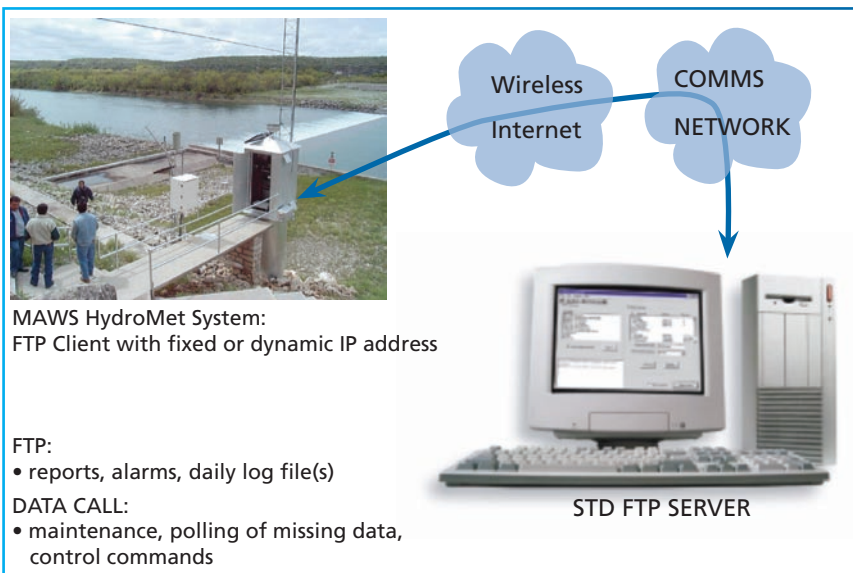 Wireless
Internet
COMMS
NETWORK
MAWS HydroMet System:
FTP Client with fixed or dynamic IP address
FTP:
• reports, alarms, daily log file(s)
DATA CALL:
• maintenance, polling of missing data,
control commands
STD FTP SERVER